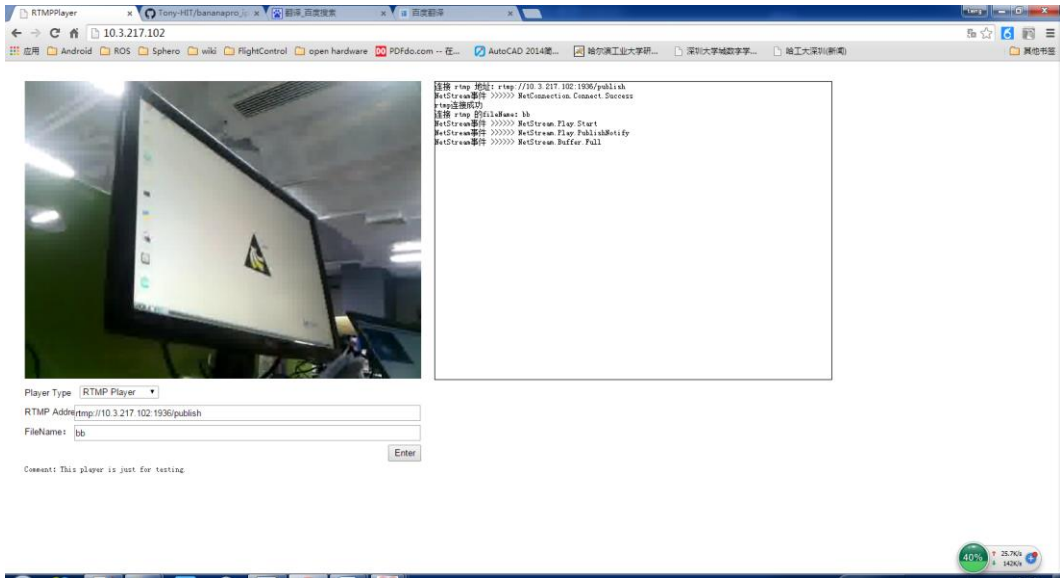 RTMPPlayer
Tony-HIT/bananapro_i
翻译_百度搜索
百度翻译
10.3.217.102
应用 Android ROS Sphero wiki FlightControl open hardware PDFdo.com -- 在... AutoCAD 2014简... 哈尔滨工业大学研... 深圳大学城数字学... 哈工大深圳(新闻) 其他书签
连接 rtmp 地址: rtmp://10.3.217.102:1936/publish
NetStream事件 >>>>>> NetConnection.Connect.Success
rtmp连接成功
连接 rtmp 的fileName: bb
NetStream事件 >>>>>> NetStream.Play.Start
NetStream事件 >>>>>> NetStream.Play.PublishNotify
NetStream事件 >>>>>> NetStream.Buffer.Full
Player Type RTMP Player
RTMP Addre rtmp://10.3.217.102:1936/publish
FileName: bb
Enter
Comment: This player is just for testing.
40% 25.7K/s
142K/s